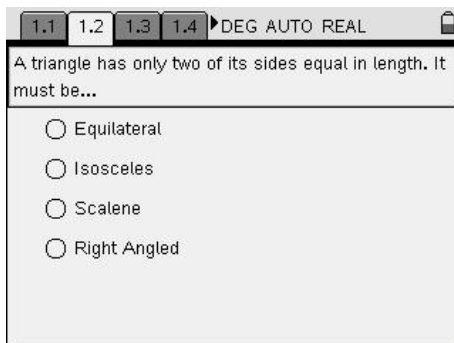 1.1 1.2 1.3 1.4 DEG AUTO REAL
A triangle has only two of its sides equal in length. It
must be...
Equilateral
Isosceles
Scalene
Right Angled